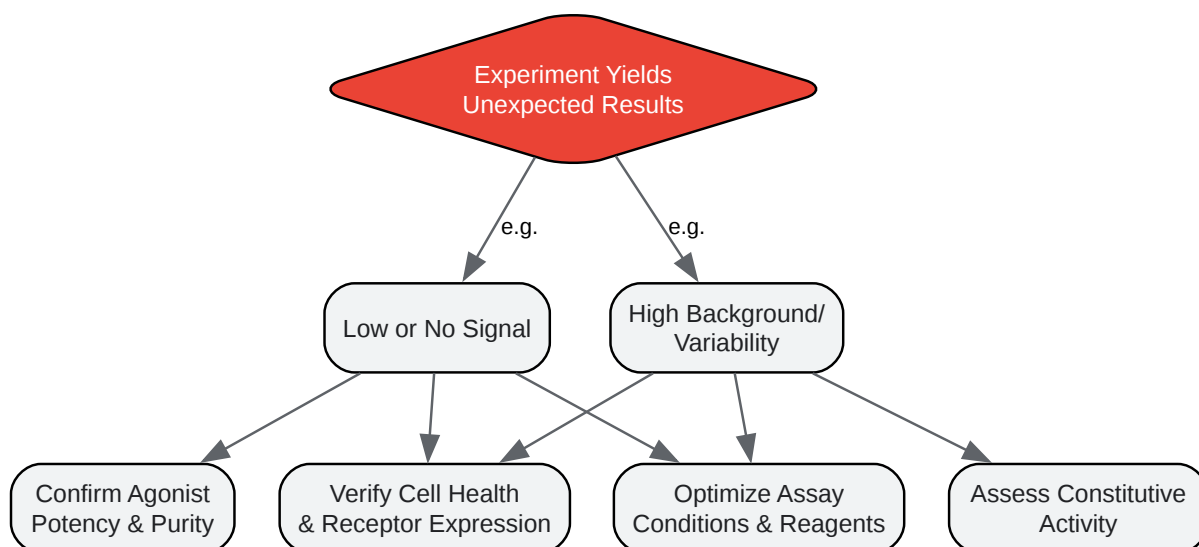 Experiment Yields
Unexpected Results
e.g.
e.g.
Low or No Signal
High Background/
Variability
Confirm Agonist
Potency & Purity
Verify Cell Health
& Receptor Expression
Optimize Assay
Conditions & Reagents
Assess Constitutive
Activity